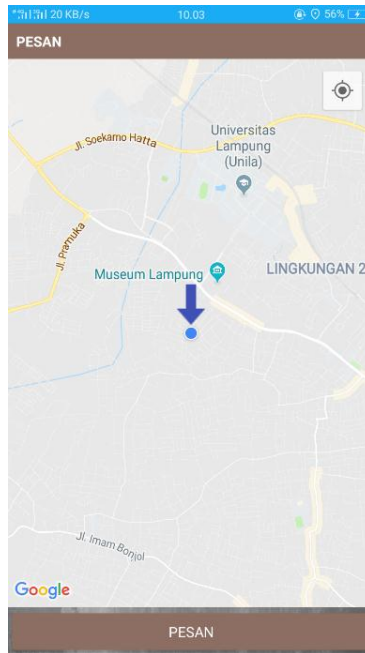 20 KB/s 10.03 56%
PESAN
Jl. Soekarno Hatta
Universitas
Lampung
(Unila)
Jl. Pramuka
Museum Lampung
LINGKUNGAN 2
Jl. Imam Bonjol
Google
PESAN